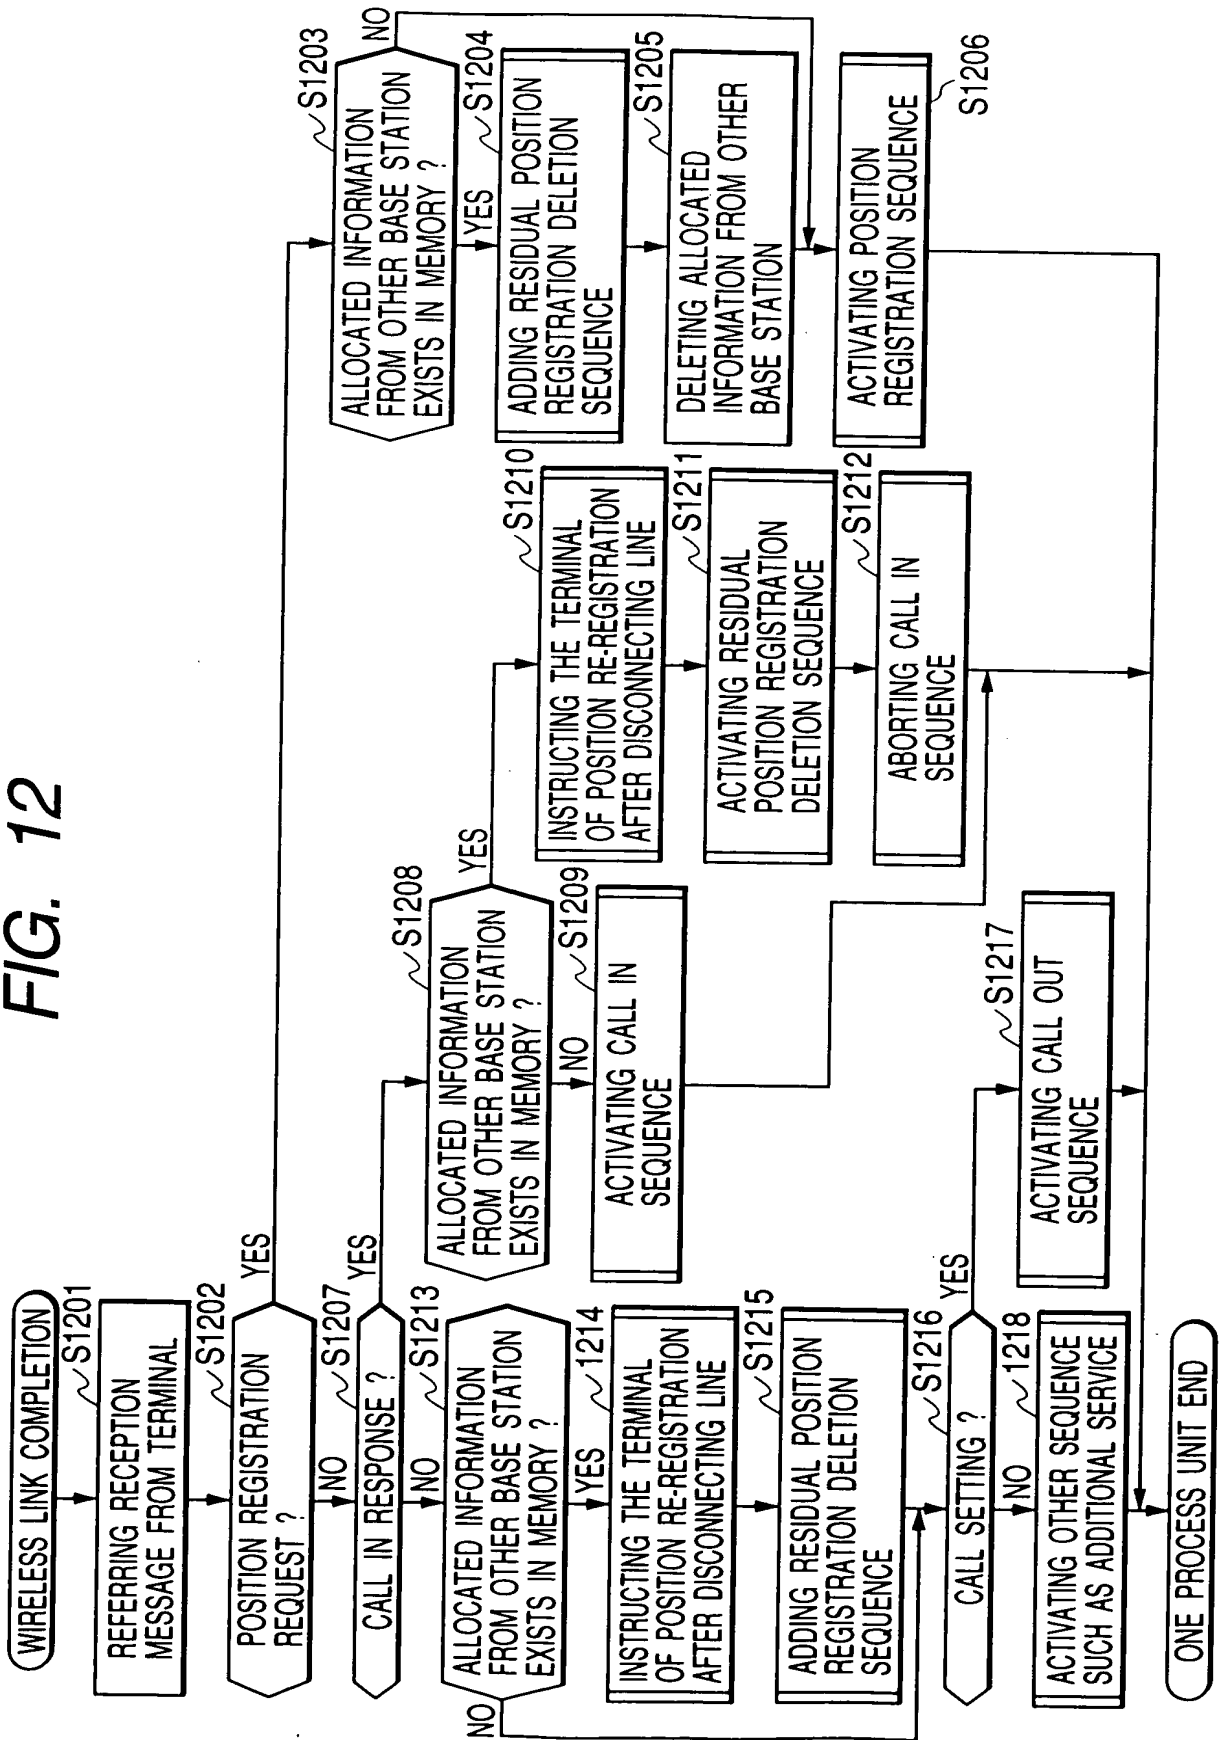 FIG. 12
WIRELESS LINK COMPLETION
S1201
REFERRING RECEPTION
MESSAGE FROM TERMINAL
S1202
POSITION REGISTRATION
REQUEST ?
YES
NO
S1203
ALLOCATED INFORMATION
FROM OTHER BASE STATION
EXISTS IN MEMORY ?
NO
YES
S1204
ADDING RESIDUAL POSITION
REGISTRATION DELETION
SEQUENCE
S1205
DELETING ALLOCATED
INFORMATION FROM OTHER
BASE STATION
ACTIVATING POSITION
REGISTRATION SEQUENCE
S1206
S1207
CALL IN RESPONSE ?
YES
NO
S1208
ALLOCATED INFORMATION
FROM OTHER BASE STATION
EXISTS IN MEMORY ?
YES
NO
S1209
ACTIVATING CALL IN
SEQUENCE
S1210
INSTRUCTING THE TERMINAL
OF POSITION RE-REGISTRATION
AFTER DISCONNECTING LINE
S1211
ACTIVATING RESIDUAL
POSITION REGISTRATION
DELETION SEQUENCE
S1212
ABORTING CALL IN
SEQUENCE
S1213
ALLOCATED INFORMATION
FROM OTHER BASE STATION
EXISTS IN MEMORY ?
NO
YES
1214
INSTRUCTING THE TERMINAL
OF POSITION RE-REGISTRATION
AFTER DISCONNECTING LINE
S1215
ADDING RESIDUAL POSITION
REGISTRATION DELETION
SEQUENCE
S1216
CALL SETTING ?
YES
NO
S1217
ACTIVATING CALL OUT
SEQUENCE
1218
ACTIVATING OTHER SEQUENCE
SUCH AS ADDITIONAL SERVICE
ONE PROCESS UNIT END